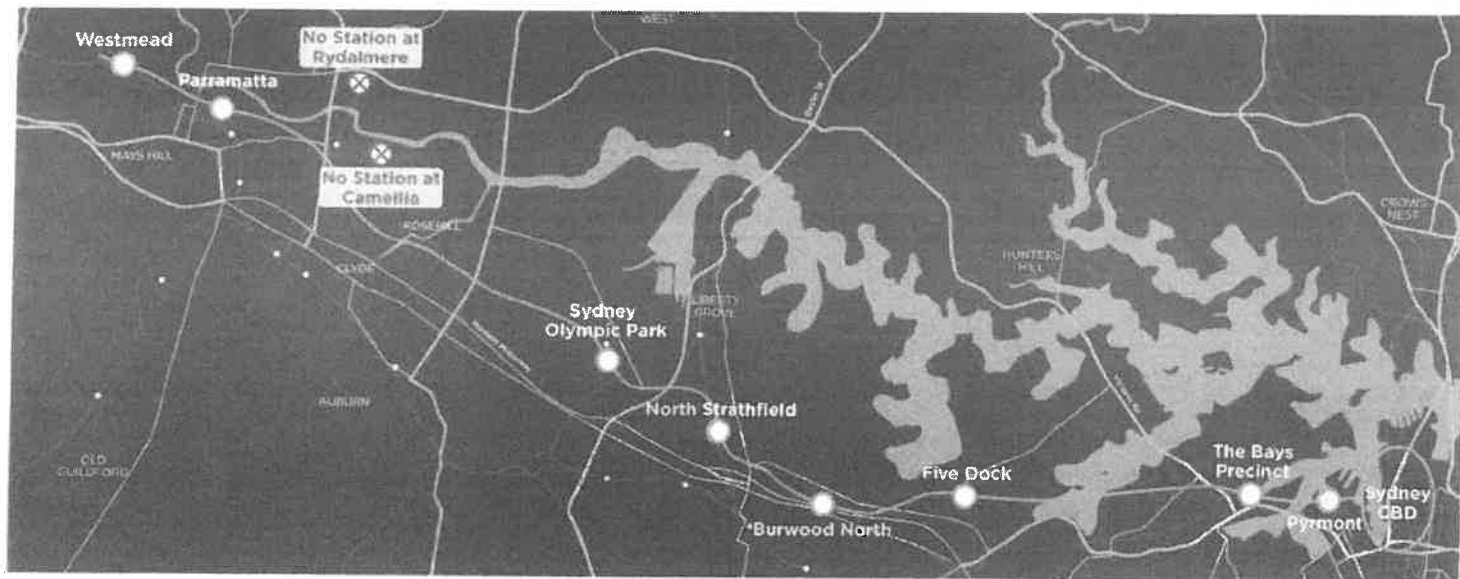 WEST
Westmead
No Station at
Rydalmere
Parramatta
MAYS HILL
No Station at
Camellia
ROSEHILL
CLYDE
CROWS
NEST
HUNTERS
HILL
LIBERTY
GROVE
Sydney
Olympic Park
AUBURN
North Strathfield
OLD
GUILDFORD
Five Dock
The Bays
Precinct
Sydney
CBD
Pyrmont
*Burwood North